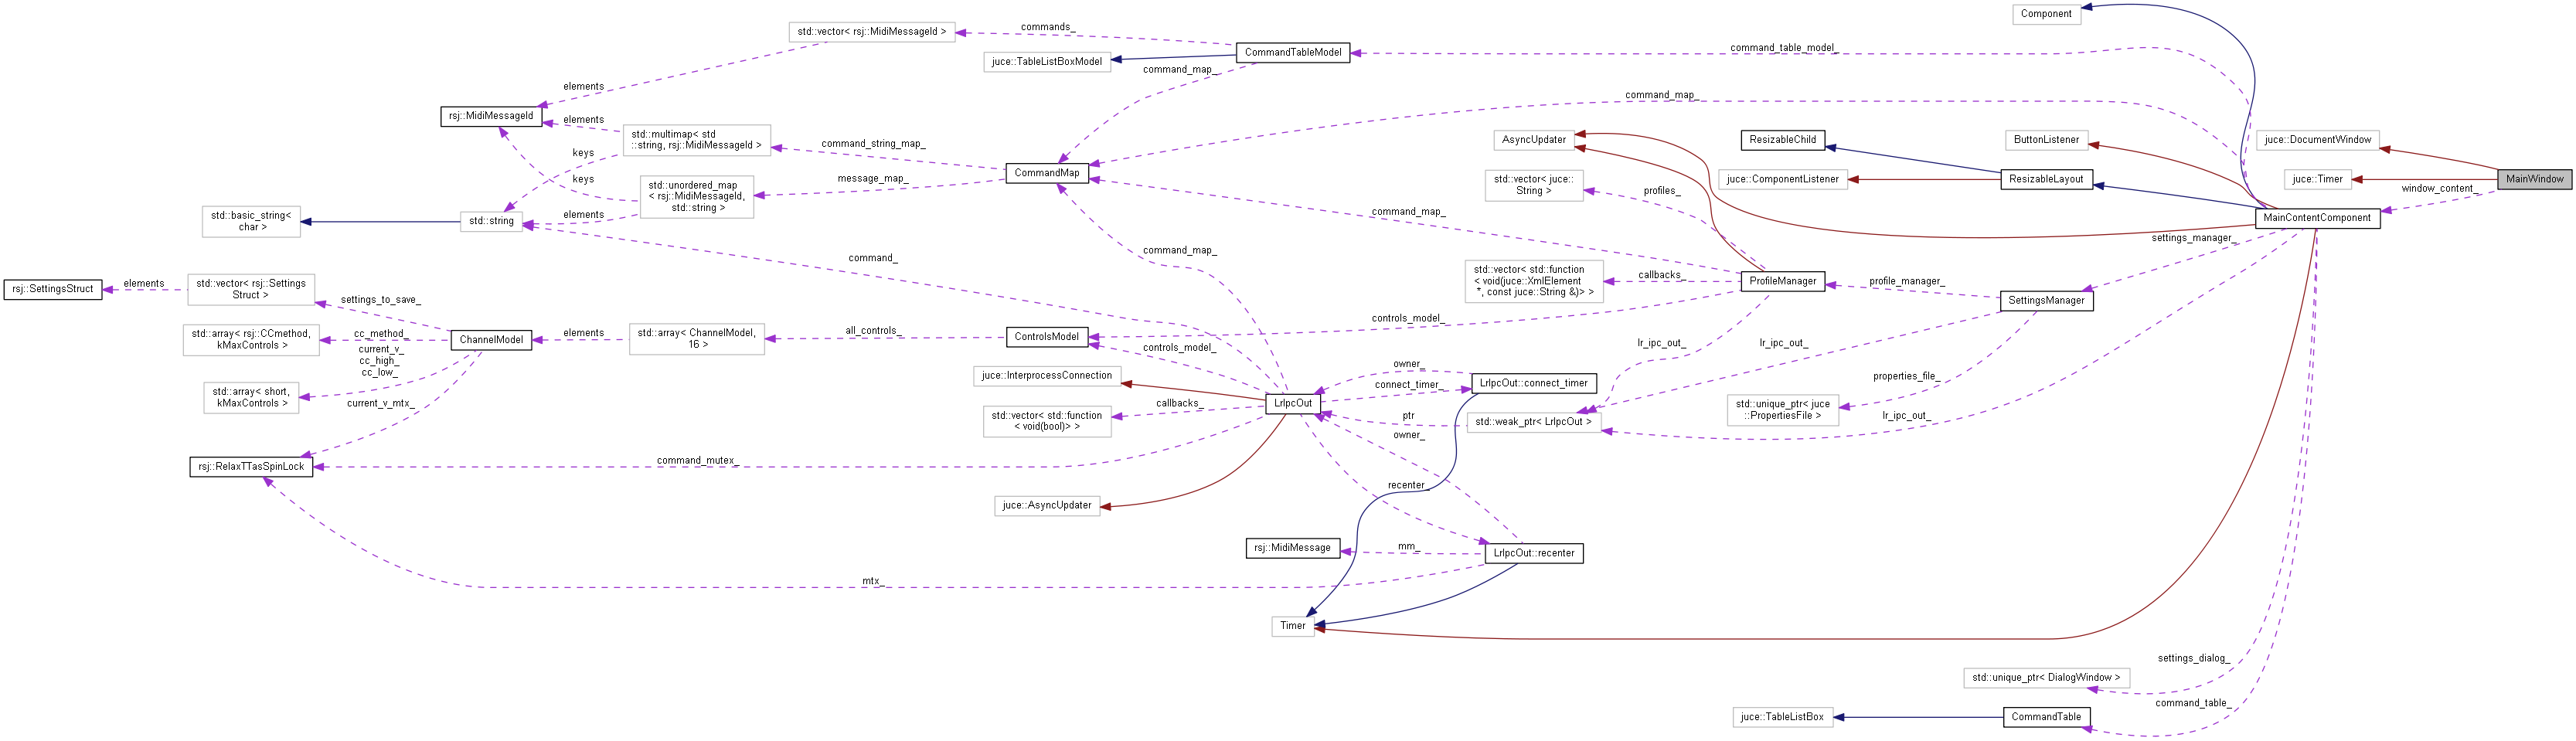 Component
commands_
std::vector< rsj::MidiMessageId >
command_table_model_
CommandTableModel
juce::TableListBoxModel
command_map_
elements
command_map_
rsj::MidiMessageId
elements
std::multimap< std
::string, rsj::MidiMessageId >
command_string_map_
AsyncUpdater
ResizableChild
ButtonListener
juce::DocumentWindow
keys
CommandMap
keys
message_map_
std::unordered_map
< rsj::MidiMessageId,
std::string >
std::vector< juce::
String >
profiles_
juce::ComponentListener
ResizableLayout
juce::Timer
MainWindow
window_content_
std::basic_string<
char >
std::string
elements
command_map_
MainContentComponent
settings_manager_
command_
command_map_
std::vector< std::function
< void(juce::XmlElement
*, const juce::String &)> >
callbacks_
ProfileManager
profile_manager_
SettingsManager
rsj::SettingsStruct
elements
std::vector< rsj::Settings
Struct >
settings_to_save_
controls_model_
std::array< rsj::CCmethod,
kMaxControls >
cc_method_
ChannelModel
elements
std::array< ChannelModel,
16 >
all_controls_
ControlsModel
controls_model_
lr_ipc_out_
lr_ipc_out_
current_v_
cc_high_
cc_low_
owner_
juce::InterprocessConnection
LrIpcOut::connect_timer
connect_timer_
properties_file_
std::array< short,
kMaxControls >
current_v_mtx_
callbacks_
LrIpcOut
std::vector< std::function
< void(bool)> >
ptr
std::weak_ptr< LrIpcOut >
std::unique_ptr< juce
::PropertiesFile >
lr_ipc_out_
owner_
rsj::RelaxTTasSpinLock
command_mutex_
recenter_
juce::AsyncUpdater
rsj::MidiMessage
mm_
LrIpcOut::recenter
mtx_
Timer
settings_dialog_
std::unique_ptr< DialogWindow >
command_table_
juce::TableListBox
CommandTable